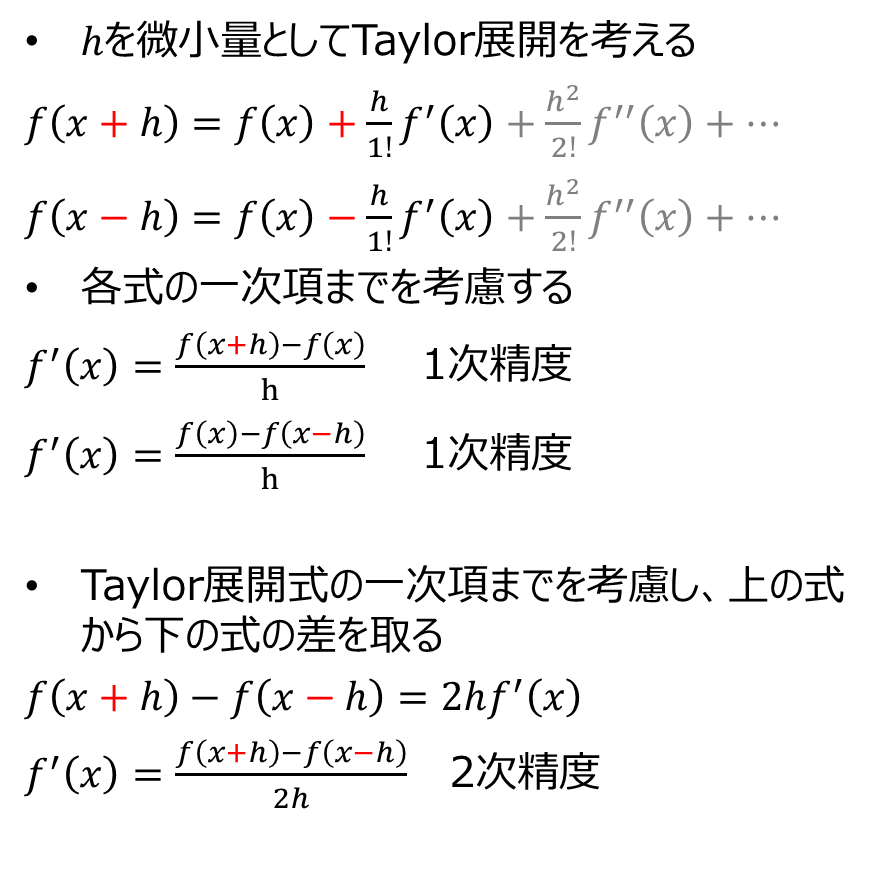 • hを微小量としてTaylor展開を考える
f(x + h) = f(x) + \frac{h}{1!} f′(x) + \frac{h^2}{2!} f′′(x) + ⋯
f(x − h) = f(x) − \frac{h}{1!} f′(x) + \frac{h^2}{2!} f′′(x) + ⋯
• 各式の一次項までを考慮する
f′(x) = \frac{f(x+h)−f(x)}{h} 1次精度
f′(x) = \frac{f(x)−f(x−h)}{h} 1次精度
• Taylor展開式の一次項までを考慮し、上の式
から下の式の差を取る
f(x + h) − f(x − h) = 2hf′(x)
f′(x) = \frac{f(x+h)−f(x−h)}{2h} 2次精度